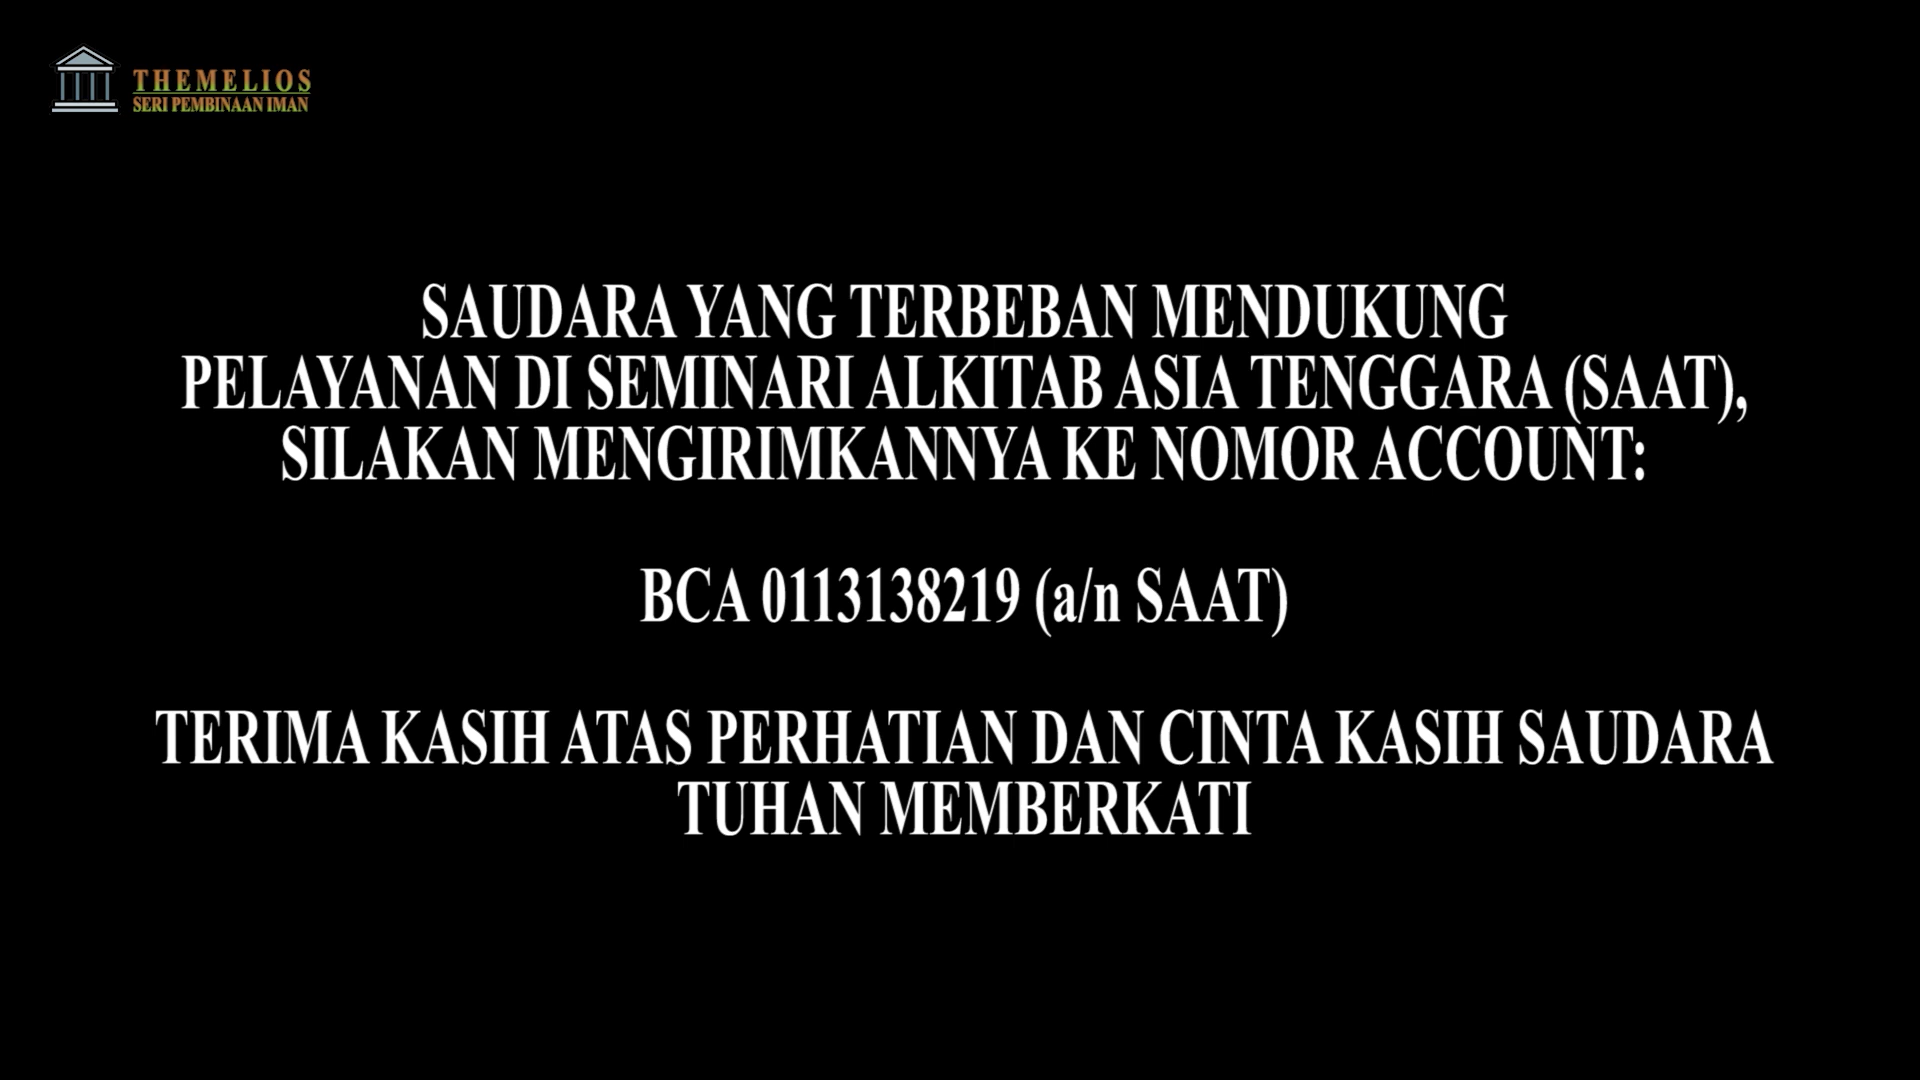 THEMELIOS
SERI PEMBINAAN IMAN
SAUDARA YANG TERBEBAN MENDUKUNG
PELAYANAN DI SEMINARI ALKITAB ASIA TENGGARA (SAAT),
SILAKAN MENGIRIMKANNYA KE NOMOR ACCOUNT:
BCA 0113138219 (a/n SAAT)
TERIMA KASIH ATAS PERHATIAN DAN CINTA KASIH SAUDARA
TUHAN MEMBERKATI